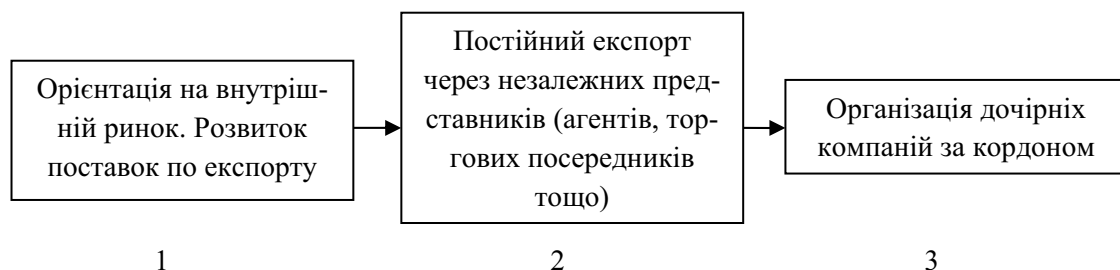 Орієнтація на внутріш-
ній ринок. Розвиток
поставок по експорту
Постійний експорт
через незалежних пред-
ставників (агентів, тор-
гових посередників
тощо)
Організація дочірніх
компаній за кордоном
1
2
3